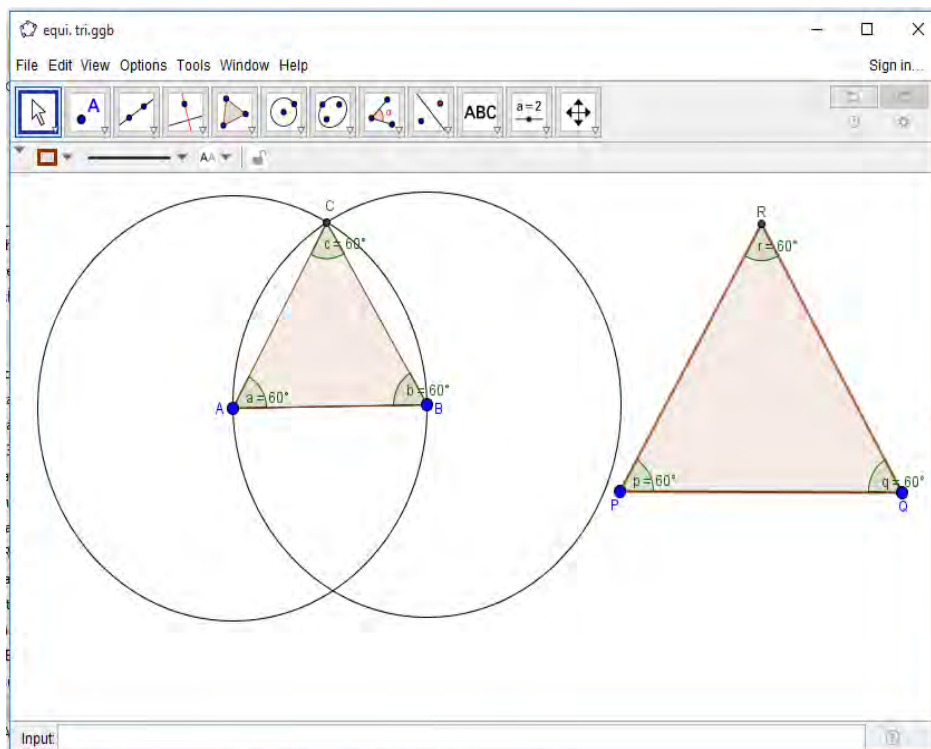 equi. tri.ggb
File Edit View Options Tools Window Help
Sign in...
A
α
ABC
a=2
AA
C
R
c = 60°
r = 60°
a = 60°
b = 60°
A
B
p = 60°
q = 60°
P
Q
Input: